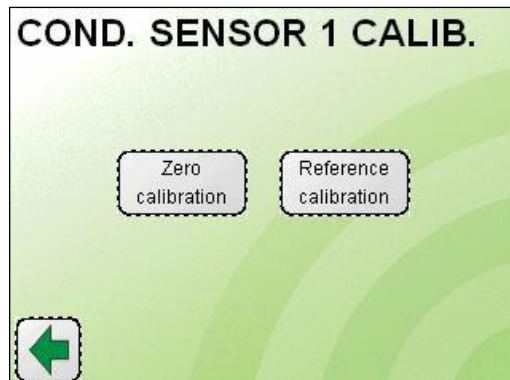 COND. SENSOR 1 CALIB.
Zero
calibration
Reference
calibration